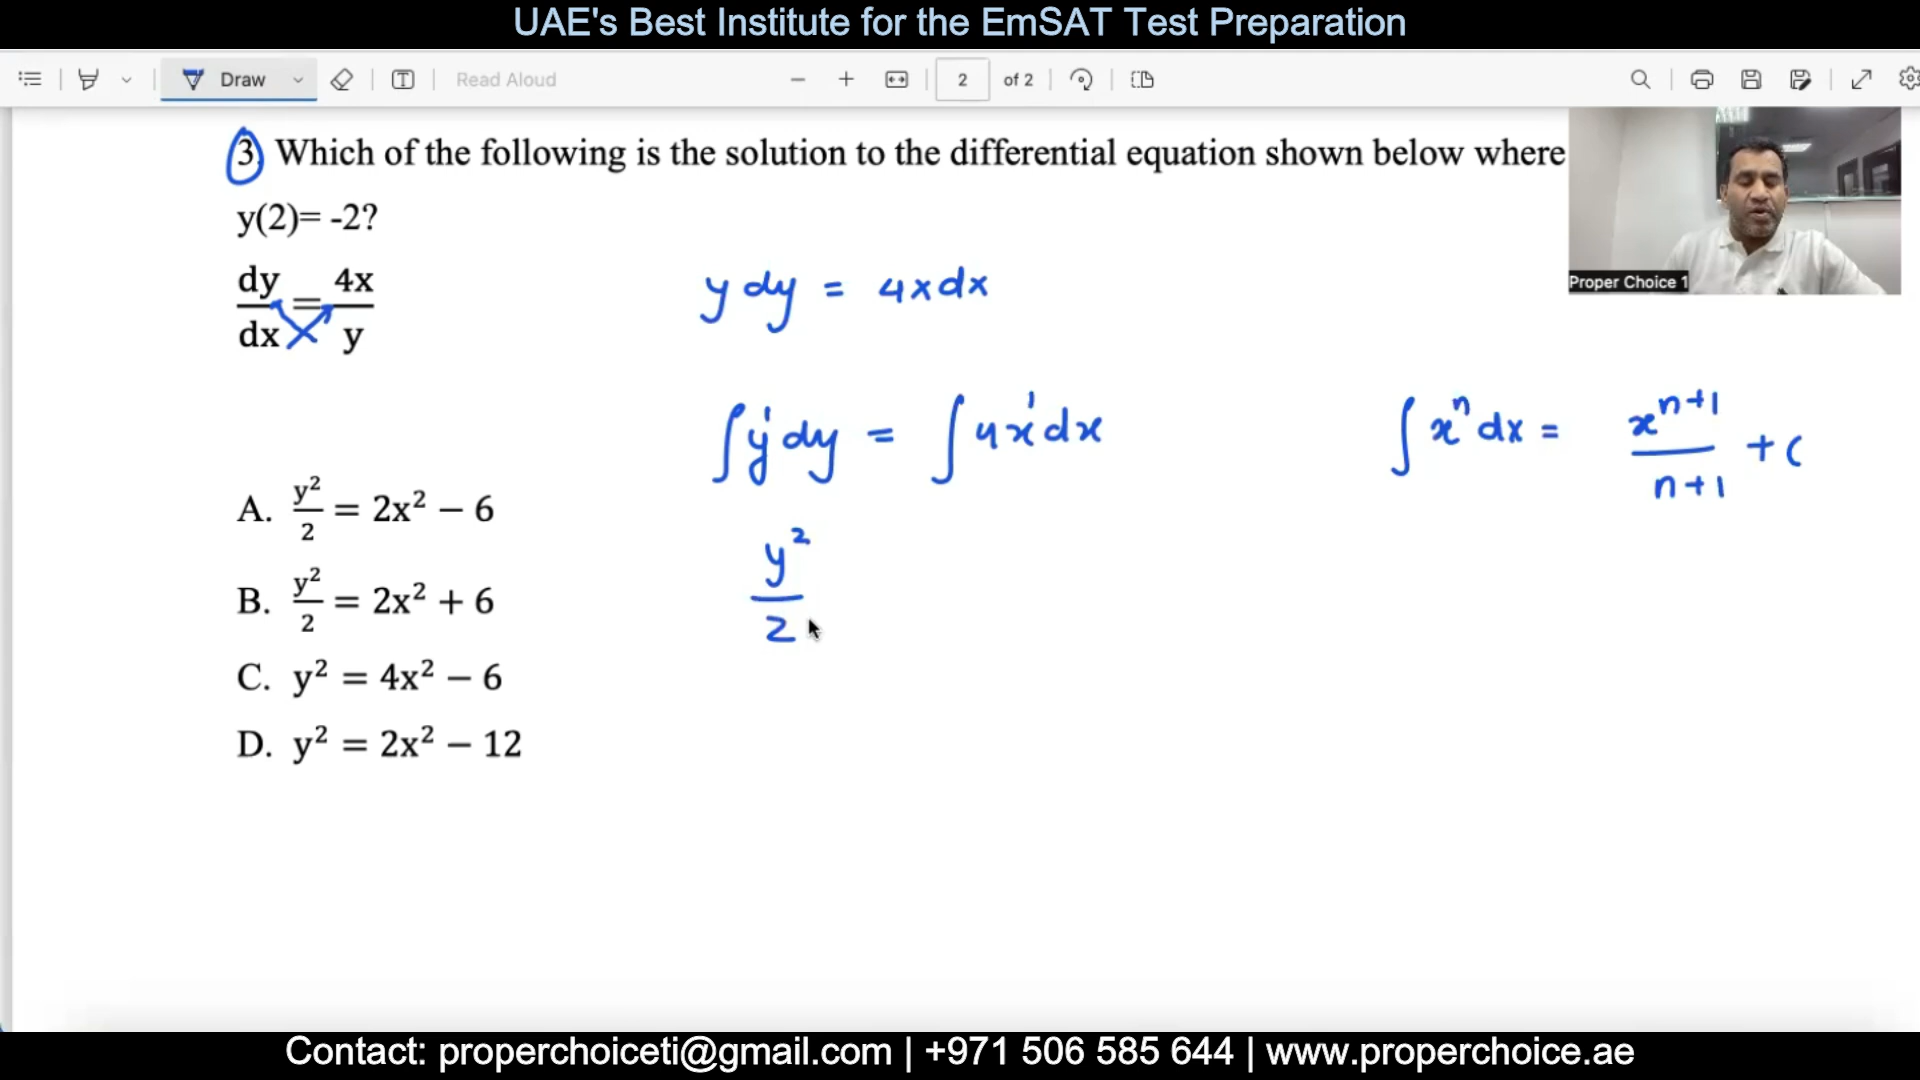 UAE's Best Institute for the EmSAT Test Preparation
Draw Read Aloud 2 of 2
3. Which of the following is the solution to the differential equation shown below where
y(2)= -2?
dy/dx = 4x/y
y dy = 4x dx
∫ y¹ dy = ∫ 4x¹ dx
∫ xⁿ dx = xⁿ⁺¹/n+1 + c
y²/2
A. y²/2 = 2x² − 6
B. y²/2 = 2x² + 6
C. y² = 4x² − 6
D. y² = 2x² − 12
Proper Choice 1
Contact: properchoiceti@gmail.com | +971 506 585 644 | www.properchoice.ae